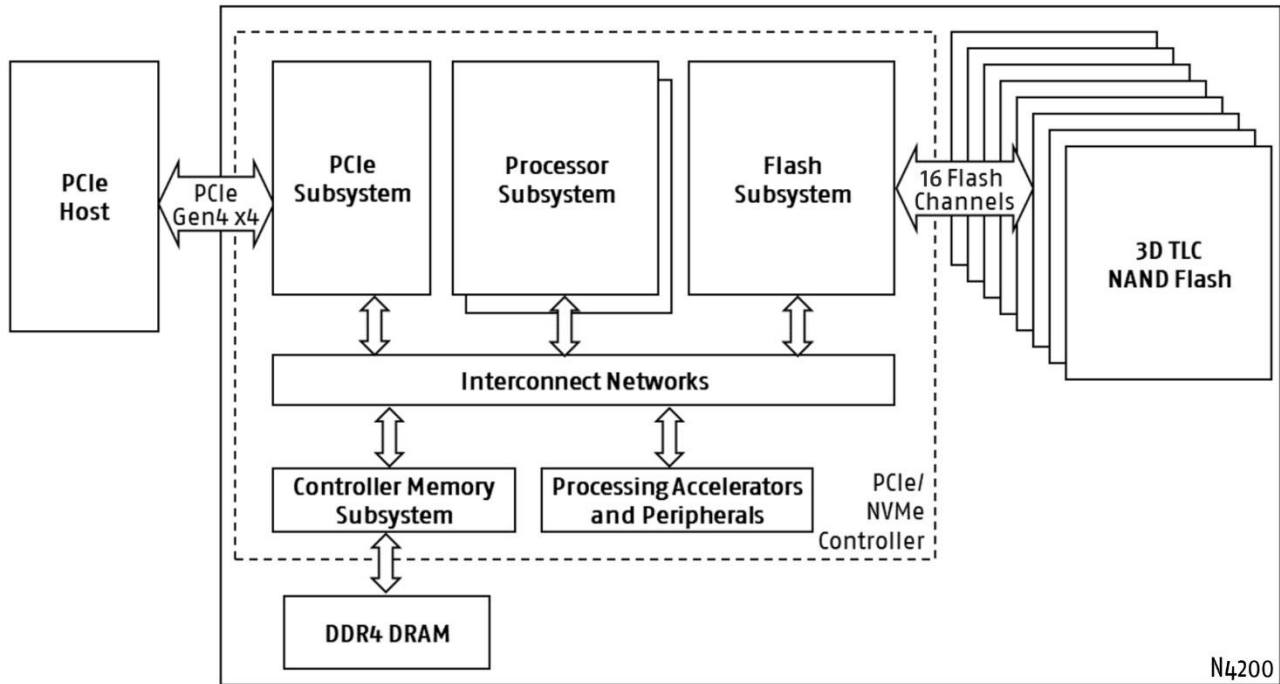 PCIe
Host
PCIe
Gen4 x4
PCIe
Subsystem
Processor
Subsystem
Flash
Subsystem
16 Flash
Channels
3D TLC
NAND Flash
Interconnect Networks
Controller Memory
Subsystem
Processing Accelerators
and Peripherals
PCIe/
NVMe
Controller
DDR4 DRAM
N4200